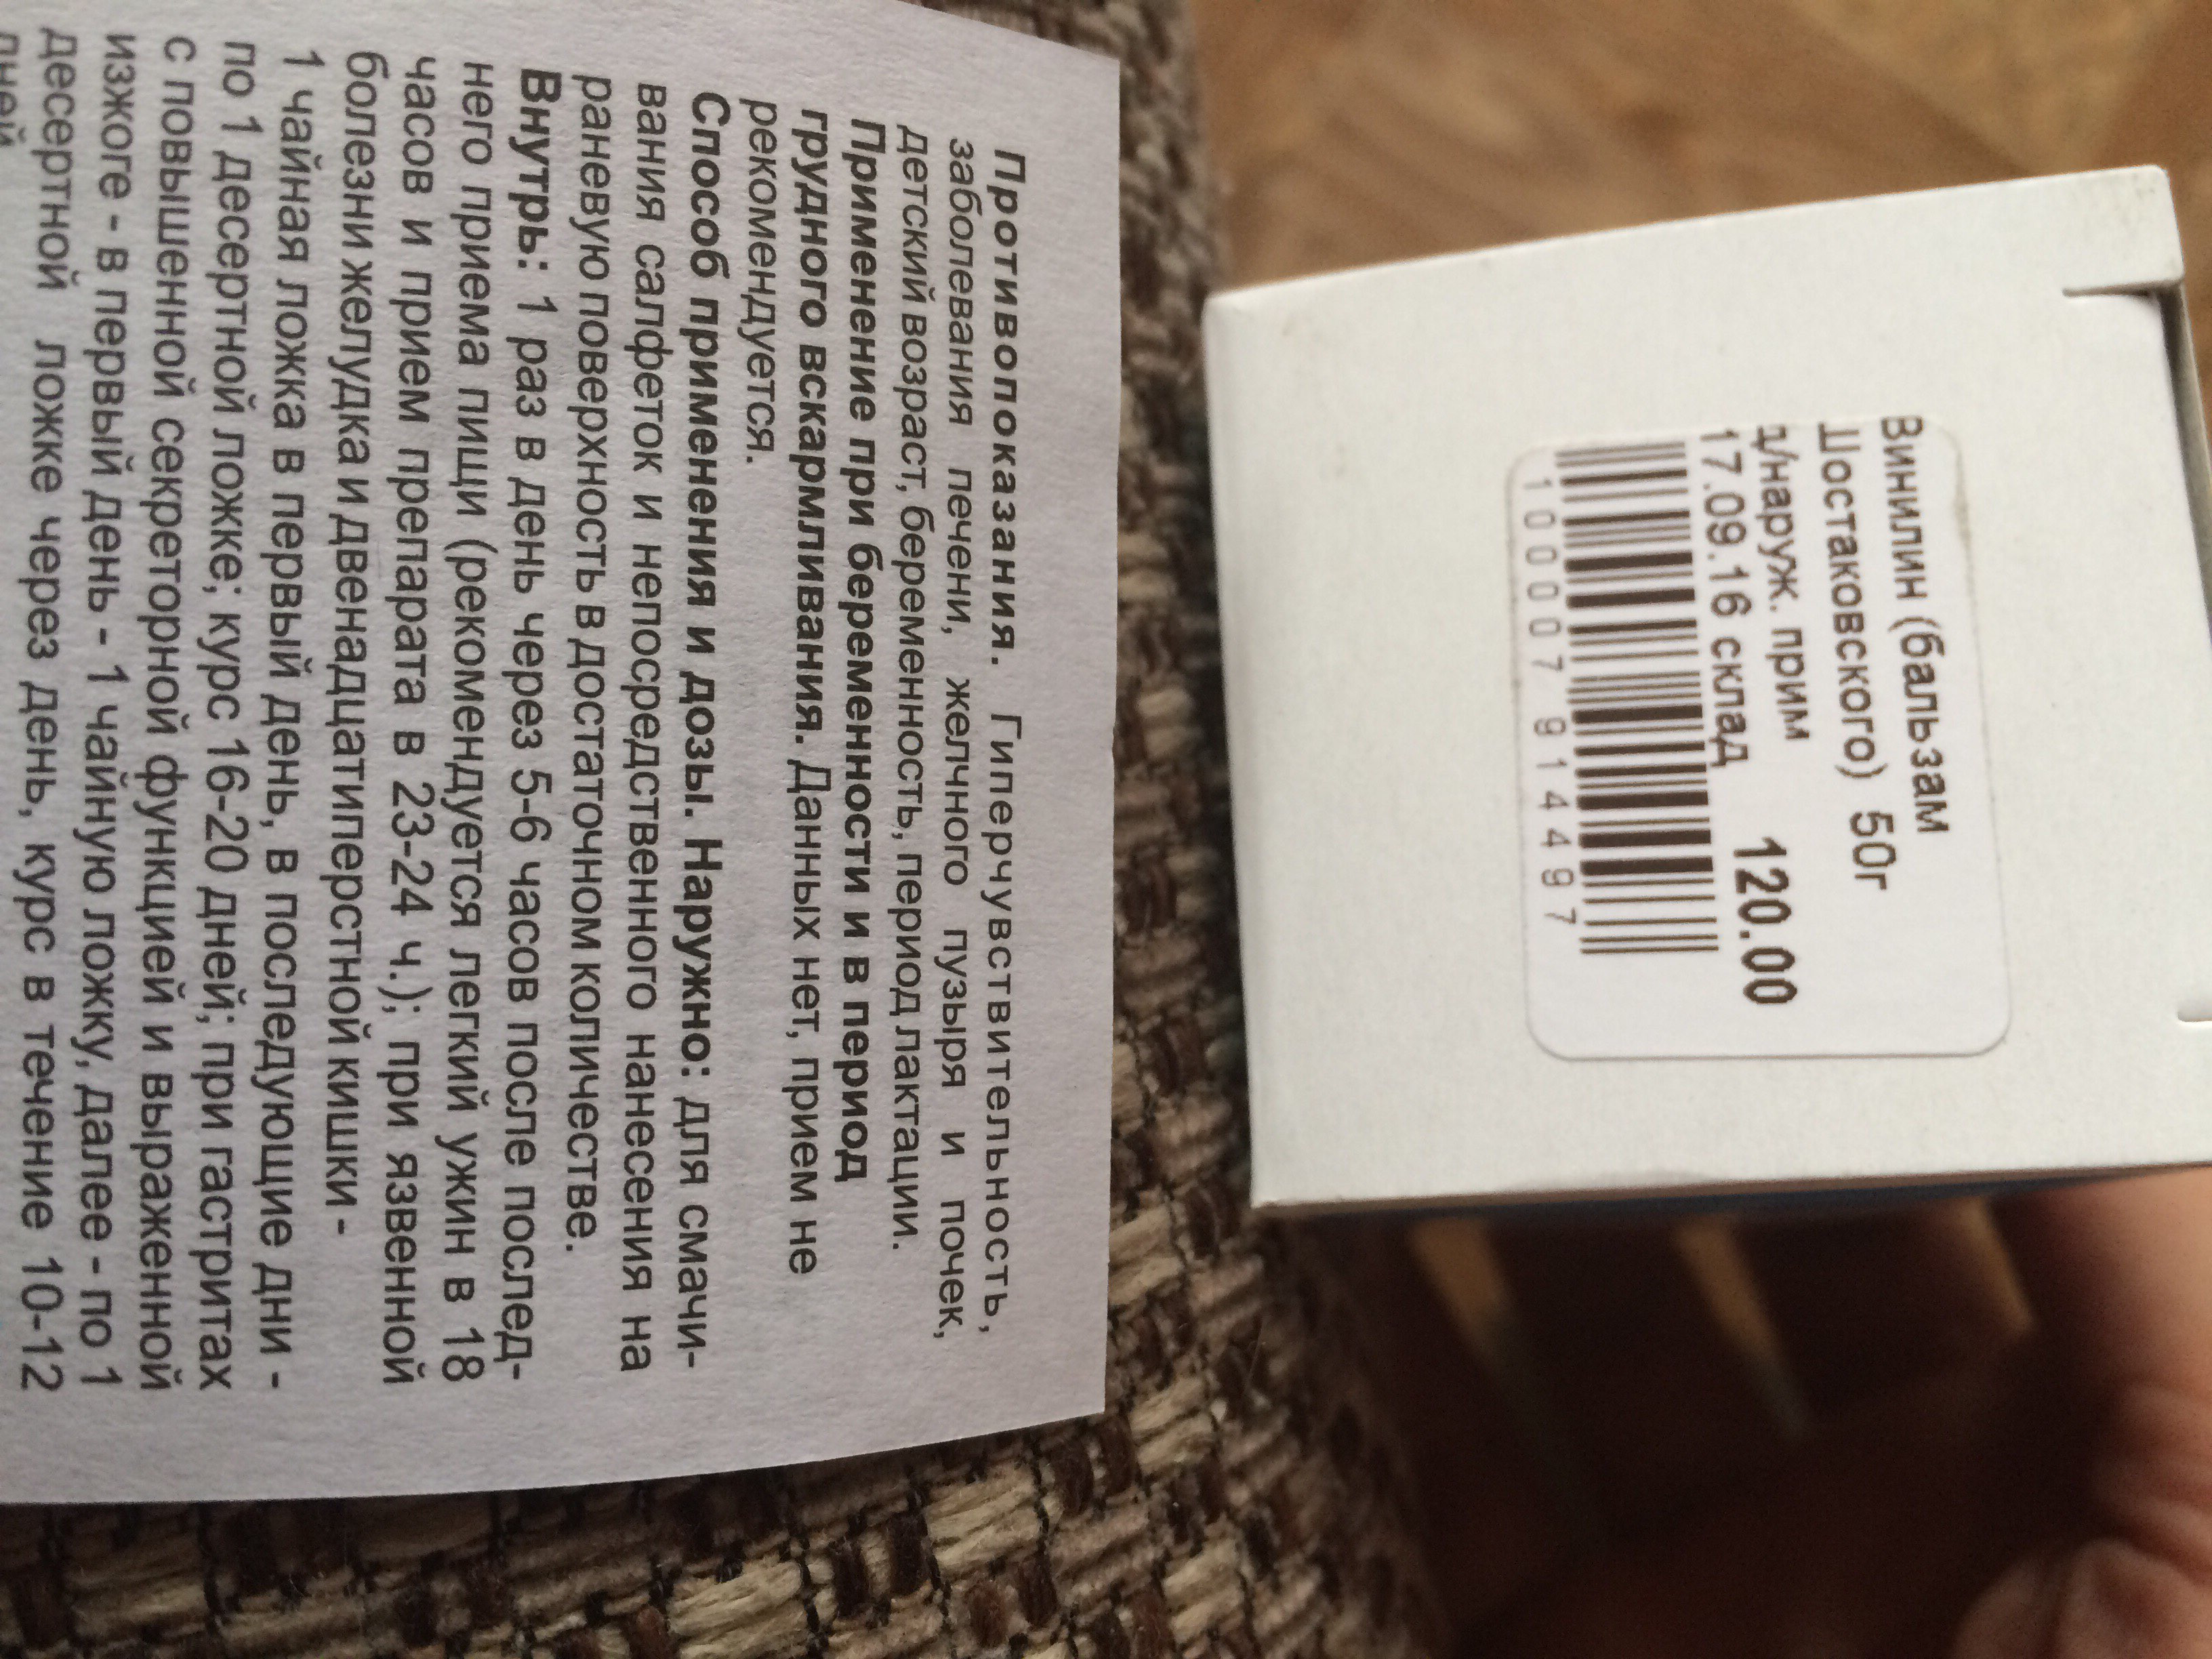 Противопоказания. Гиперчувствительность,
заболевания печени, желчного пузыря и почек,
детский возраст, беременность, период лактации.
Применение при беременности и в период
грудного вскармливания. Данных нет, прием не
рекомендуется.
Способ применения и дозы. Наружно: для смачи-
вания салфеток и непосредственного нанесения на
раневую поверхность в достаточном количестве.
Внутрь: 1 раз в день через 5-6 часов после послед-
него приема пищи (рекомендуется легкий ужин в 18
часов и прием препарата в 23-24 ч.); при язвенной
болезни желудка и двенадцатиперстной кишки -
1 чайная ложка в первый день, в последующие дни -
по 1 десертной ложке; курс 16-20 дней; при гастритах
с повышенной секреторной функцией и выраженной
изжоге - в первый день - 1 чайную ложку, далее - по 1
десертной ложке через день, курс в течение 10-12
дней
Винилин (бальзам
Шостаковского) 50г
д/наруж. прим
17.09.16 склад 120.00
1000079144497